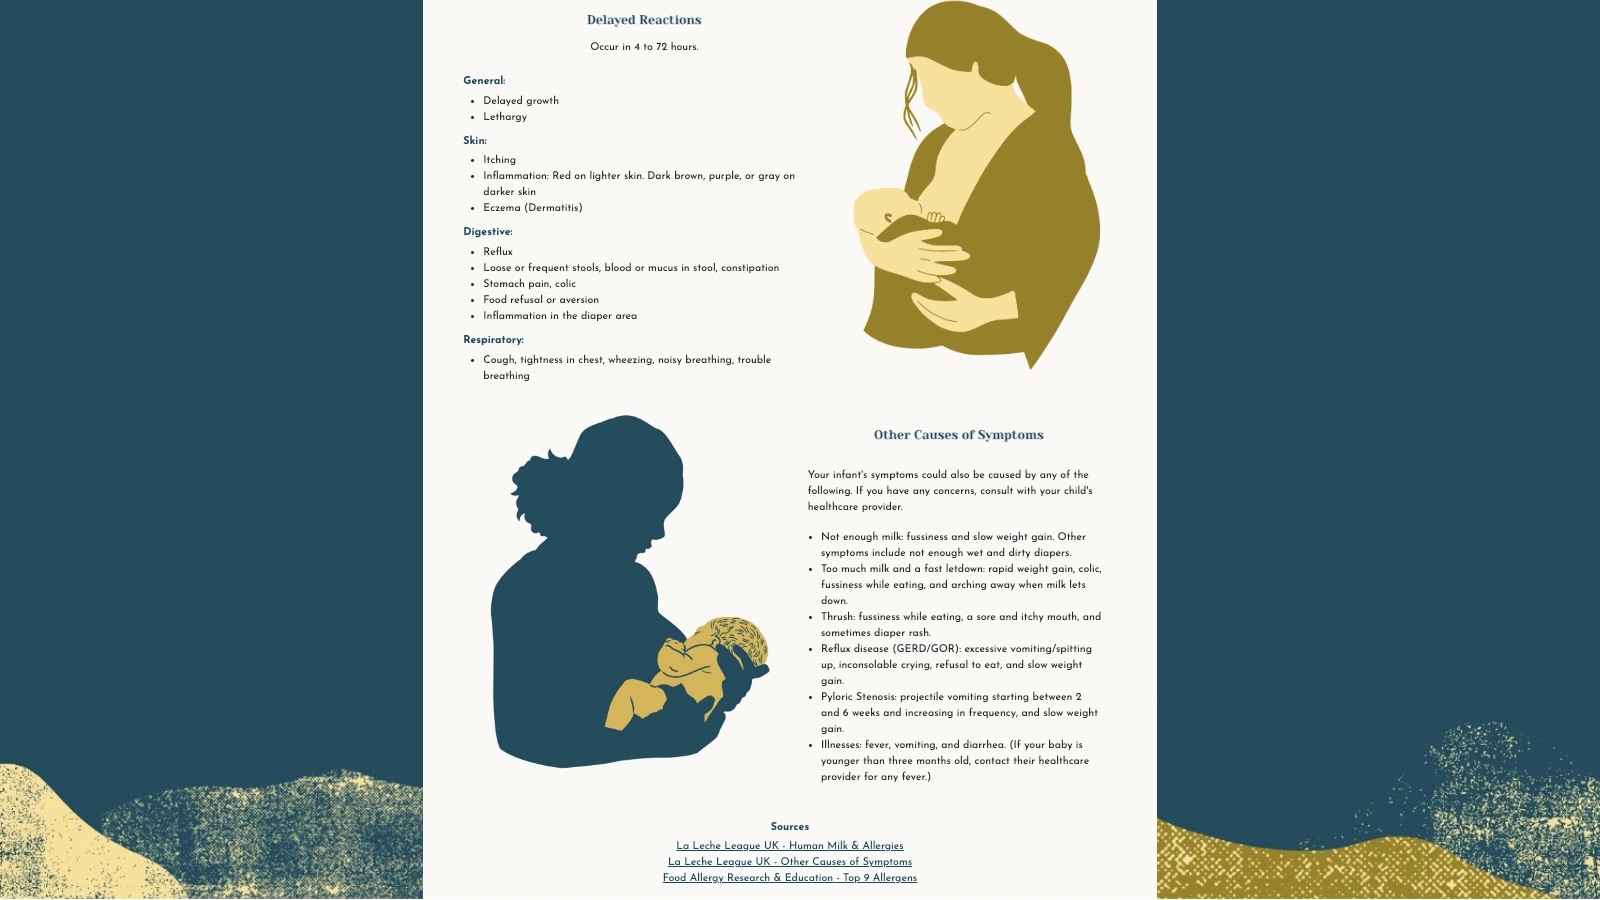 Delayed Reactions
Occur in 4 to 72 hours.
General:
• Delayed growth
• Lethargy
Skin:
• Itching
• Inflammation: Red on lighter skin. Dark brown, purple, or gray on
darker skin
• Eczema (Dermatitis)
Digestive:
• Reflux
• Loose or frequent stools, blood or mucus in stool, constipation
• Stomach pain, colic
• Food refusal or aversion
• Inflammation in the diaper area
Respiratory:
• Cough, tightness in chest, wheezing, noisy breathing, trouble
breathing
Other Causes of Symptoms
Your infant's symptoms could also be caused by any of the
following. If you have any concerns, consult with your child's
healthcare provider.
• Not enough milk: fussiness and slow weight gain. Other
symptoms include not enough wet and dirty diapers.
• Too much milk and a fast letdown: rapid weight gain, colic,
fussiness while eating, and arching away when milk lets
down.
• Thrush: fussiness while eating, a sore and itchy mouth, and
sometimes diaper rash.
• Reflux disease (GERD/GOR): excessive vomiting/spitting
up, inconsolable crying, refusal to eat, and slow weight
gain.
• Pyloric Stenosis: projectile vomiting starting between 2
and 6 weeks and increasing in frequency, and slow weight
gain.
• Illnesses: fever, vomiting, and diarrhea. (If your baby is
younger than three months old, contact their healthcare
provider for any fever.)
Sources
La Leche League UK - Human Milk & Allergies
La Leche League UK - Other Causes of Symptoms
Food Allergy Research & Education - Top 9 Allergens